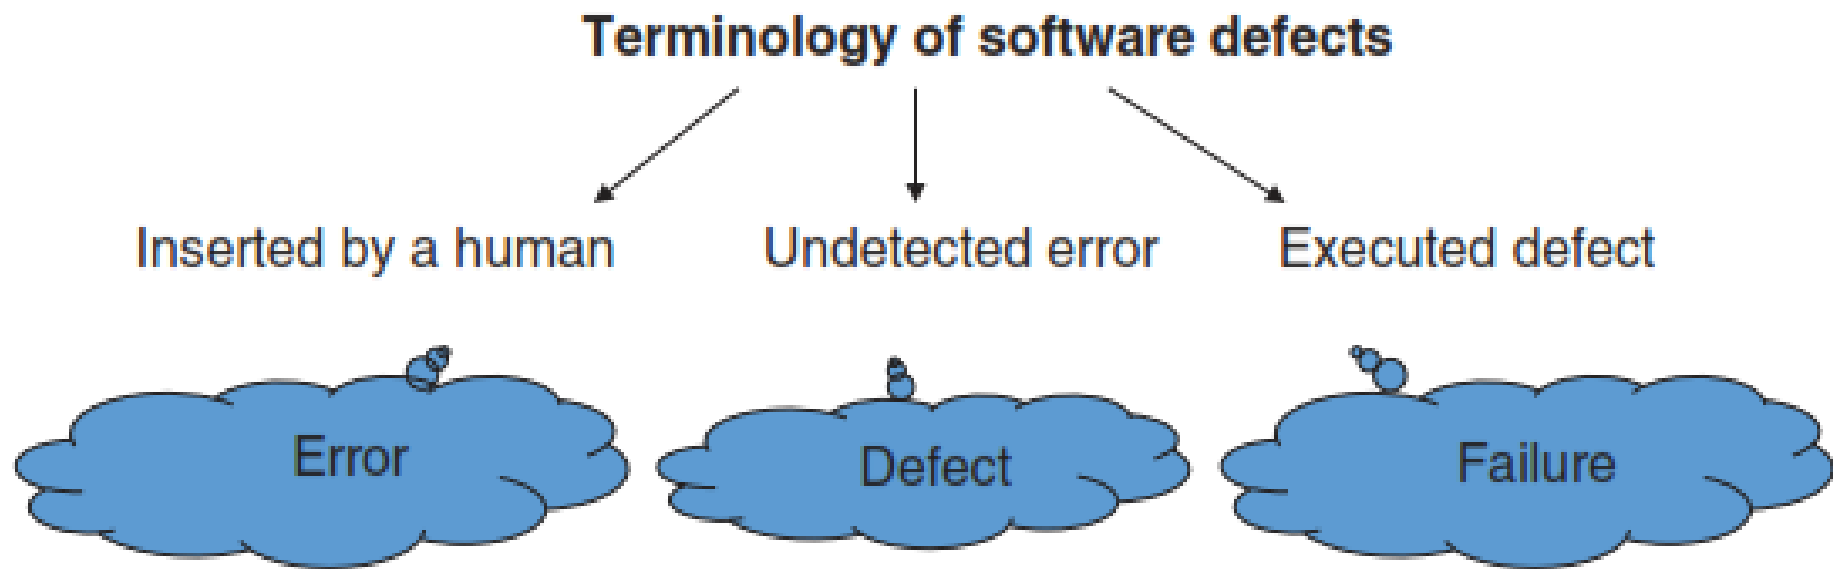 Terminology of software defects
Inserted by a human
Undetected error
Executed defect
Error
Defect
Failure